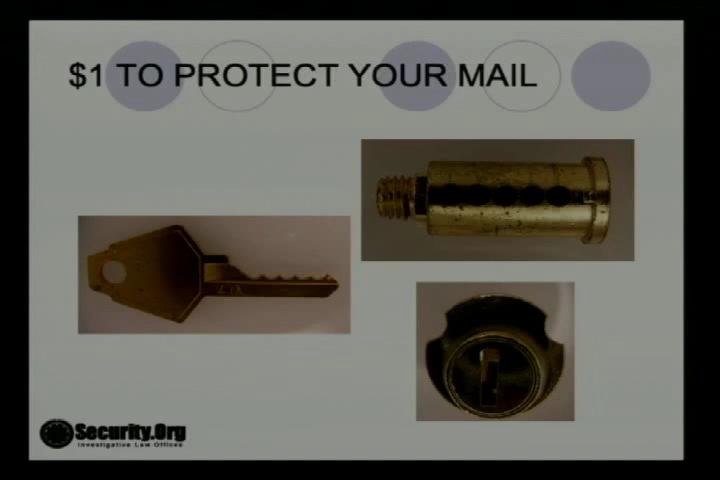 $1 TO PROTECT YOUR MAIL
Security.Org
Investigative Law Offices